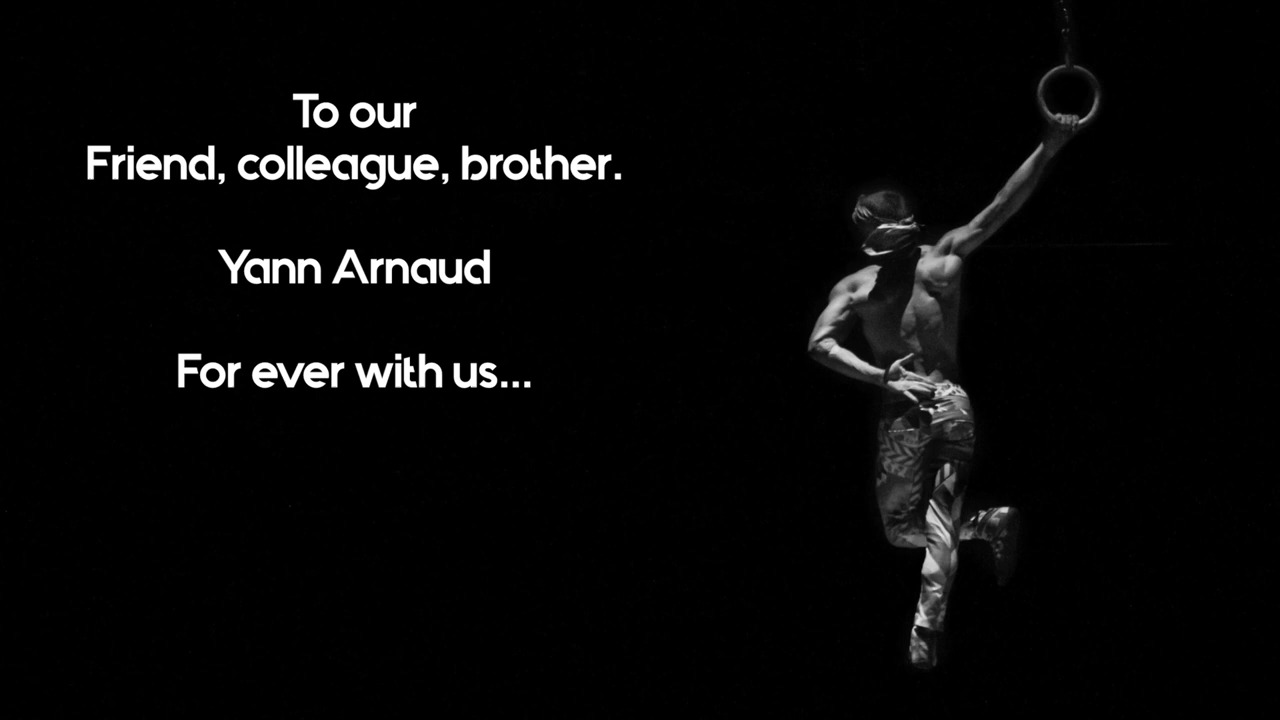 To our
Friend, colleague, brother.
Yann Arnaud
For ever with us...